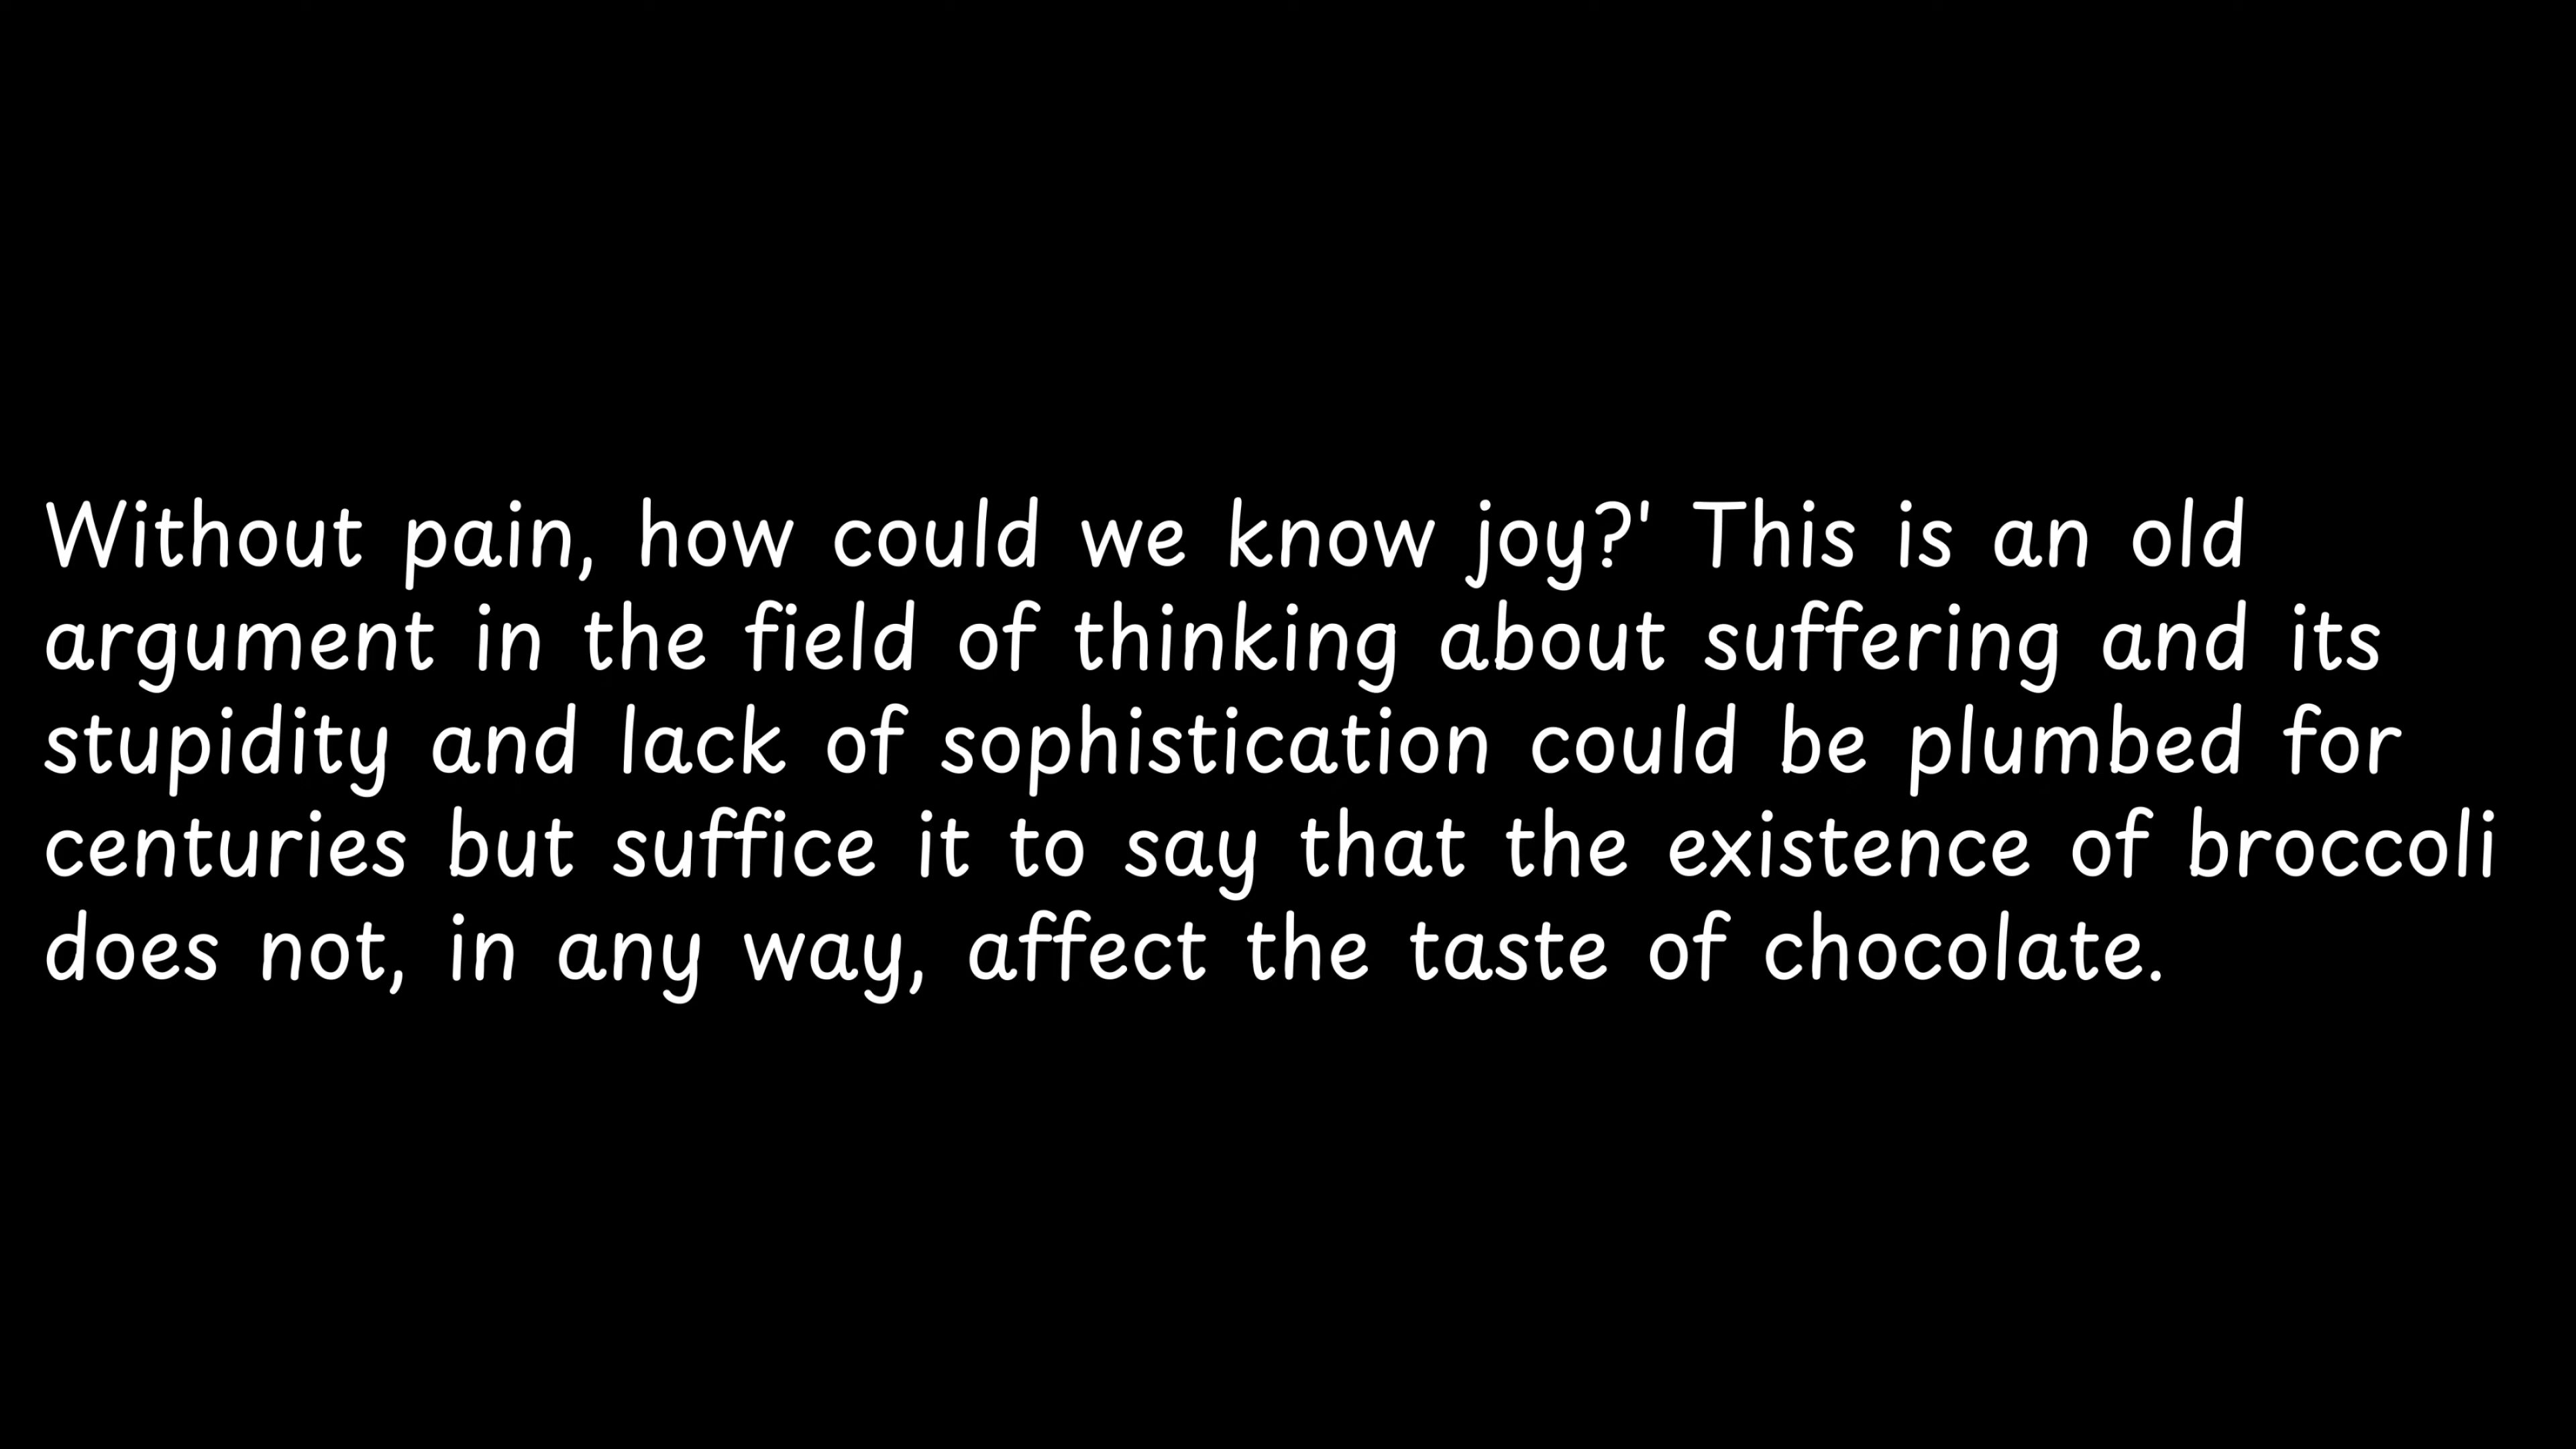 Without pain, how could we know joy?' This is an old
argument in the field of thinking about suffering and its
stupidity and lack of sophistication could be plumbed for
centuries but suffice it to say that the existence of broccoli
does not, in any way, affect the taste of chocolate.